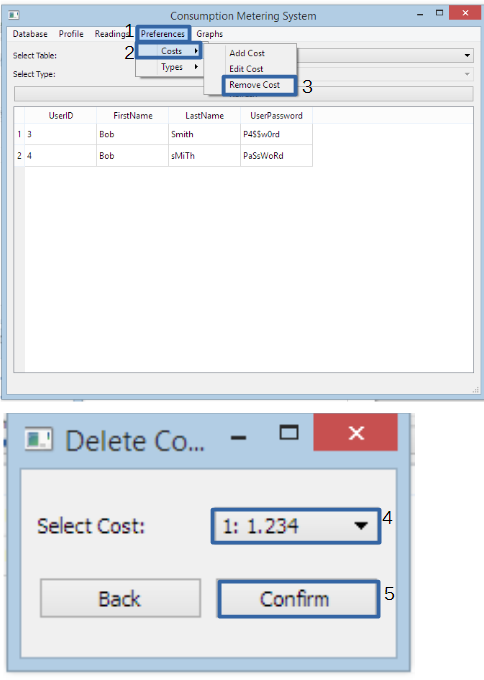 Consumption Metering System
1
Database Profile Readings Preferences Graphs
2 Costs Add Cost
Select Table:
Types Edit Cost
Select Type:
Remove Cost 3
UserID FirstName LastName UserPassword
1 3 Bob Smith P4$$w0rd
2 4 Bob sMiTh PaSsWoRd
Delete Co...
Select Cost: 1: 1.234 4
Back Confirm 5